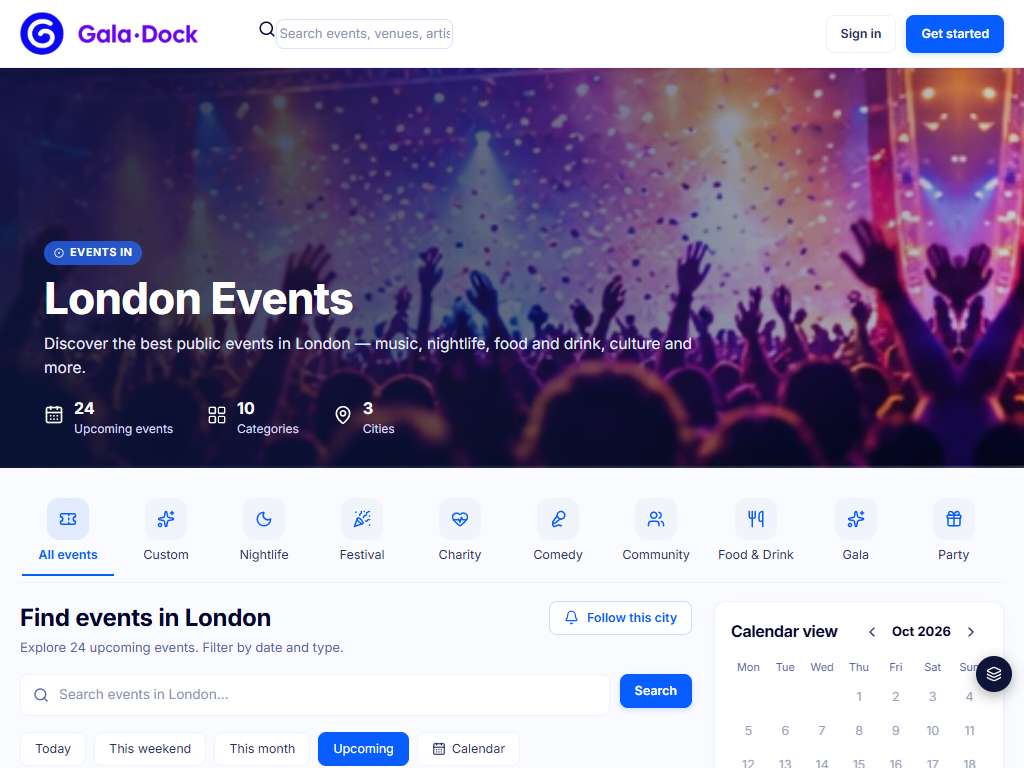 Gala·Dock
Search events, venues, artis
Sign in
Get started
EVENTS IN
London Events
Discover the best public events in London — music, nightlife, food and drink, culture and
more.
24
Upcoming events
10
Categories
3
Cities
All events
Custom
Nightlife
Festival
Charity
Comedy
Community
Food & Drink
Gala
Party
Find events in London
Follow this city
Explore 24 upcoming events. Filter by date and type.
Search events in London...
Search
Today
This weekend
This month
Upcoming
Calendar
Calendar view
Oct 2026
Mon Tue Wed Thu Fri Sat Sun
1 2 3 4
5 6 7 8 9 10 11
12 13 14 15 16 17 18